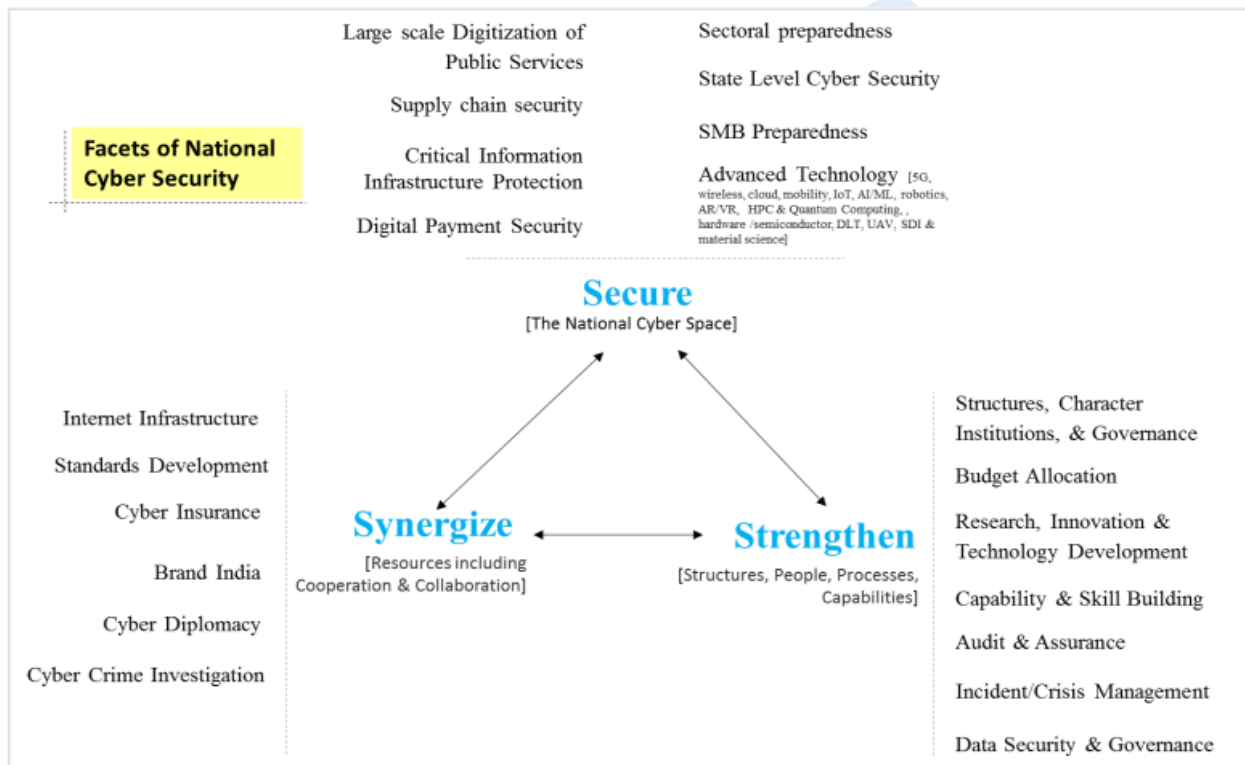 Facets of National
Cyber Security
Large scale Digitization of
Public Services
Supply chain security
Critical Information
Infrastructure Protection
Digital Payment Security
Sectoral preparedness
State Level Cyber Security
SMB Preparedness
Advanced Technology [5G,
wireless, cloud, mobility, IoT, AI/ML, robotics,
AR/VR, HPC & Quantum Computing, ,
hardware /semiconductor, DLT, UAV, SDI &
material science]
Secure
[The National Cyber Space]
Internet Infrastructure
Standards Development
Cyber Insurance
Brand India
Cyber Diplomacy
Cyber Crime Investigation
Synergize
[Resources including
Cooperation & Collaboration]
Strengthen
[Structures, People, Processes,
Capabilities]
Structures, Character
Institutions, & Governance
Budget Allocation
Research, Innovation &
Technology Development
Capability & Skill Building
Audit & Assurance
Incident/Crisis Management
Data Security & Governance